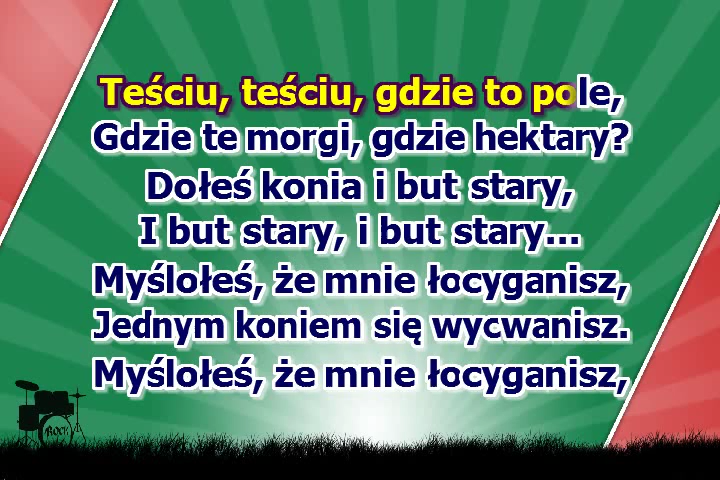 Teściu, teściu, gdzie to pole,
Gdzie te morgi, gdzie hektary?
Dołeś konia i but stary,
I but stary, i but stary...
Myślołeś, że mnie łocyganisz,
Jednym koniem się wycwanisz.
Myślołeś, że mnie łocyganisz,
ROCK